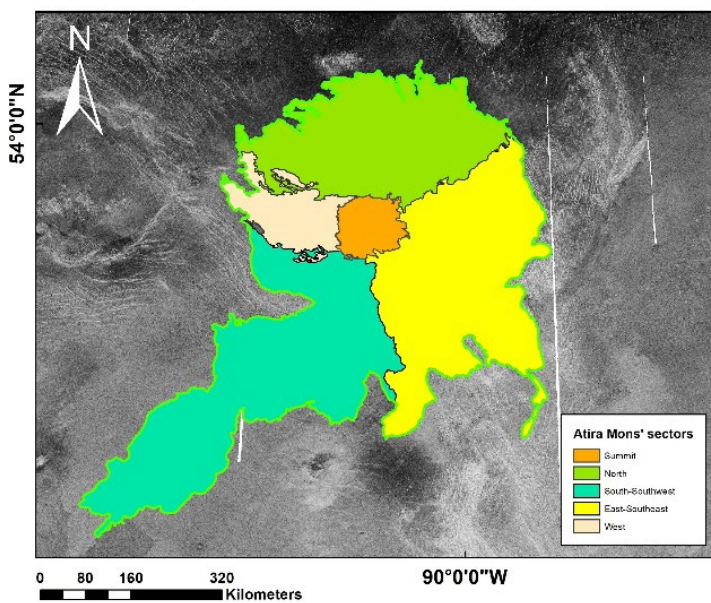 N
54°0'0"N
Atira Mons' sectors
Summit
North
South-Southwest
East-Southeast
West
90°0'0"W
0 80 160 320
Kilometers